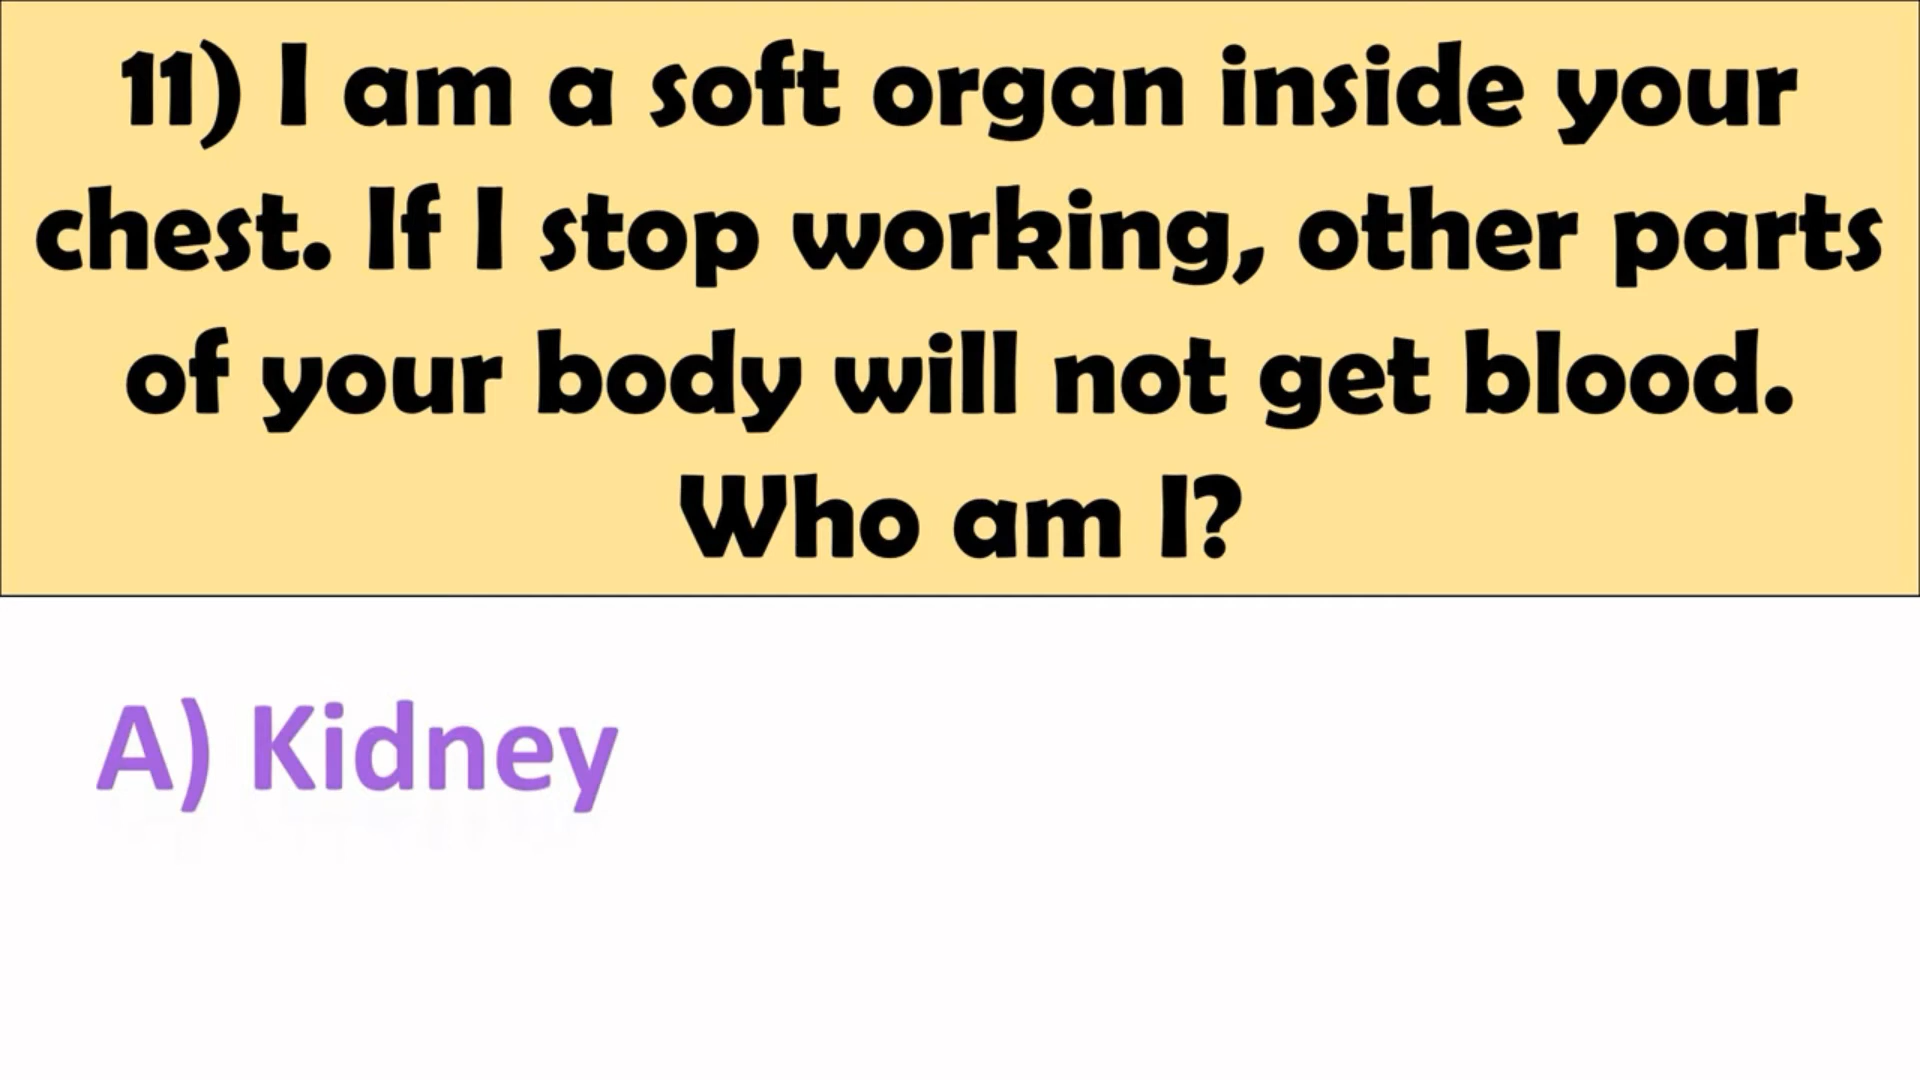 11) I am a soft organ inside your
chest. If I stop working, other parts
of your body will not get blood.
Who am I?
A) Kidney